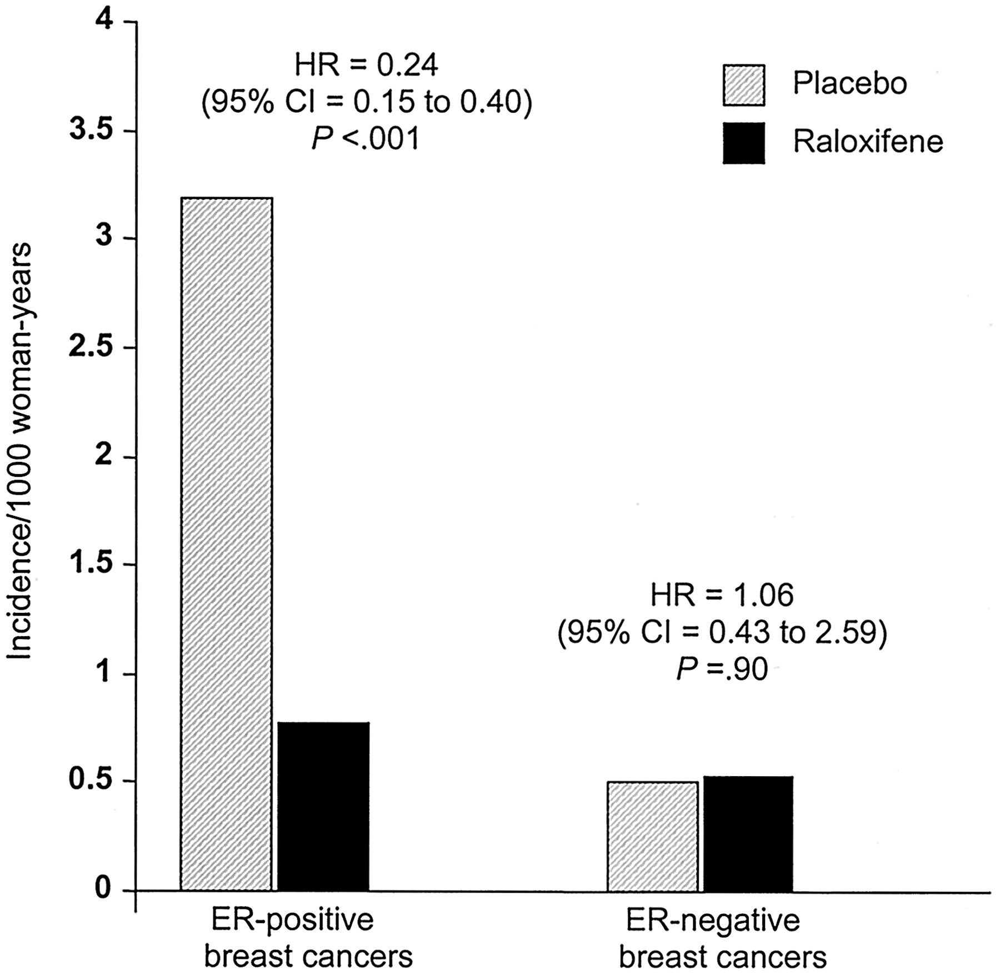 4
3.5
3
2.5
2
1.5
1
0.5
0
Incidence/1000 woman-years
HR = 0.24
(95% CI = 0.15 to 0.40)
P <.001
Placebo
Raloxifene
HR = 1.06
(95% CI = 0.43 to 2.59)
P =.90
ER-positive
breast cancers
ER-negative
breast cancers